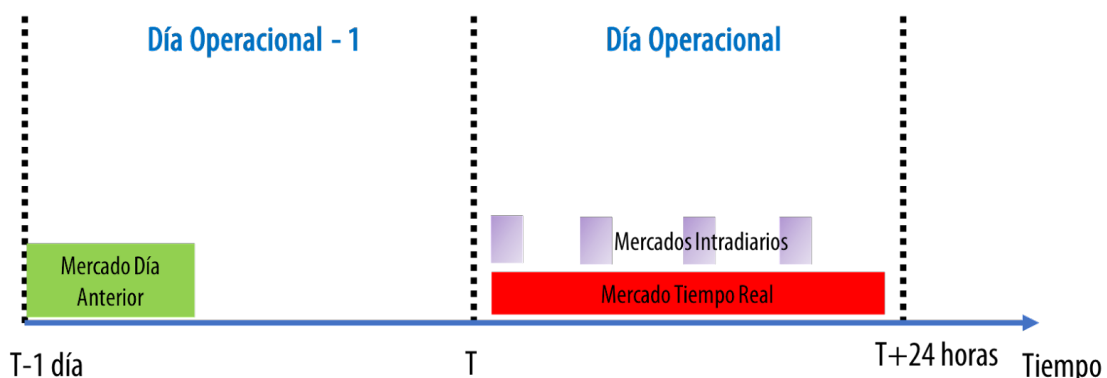 Día Operacional - 1
Día Operacional
Mercados Intradiarios
Mercado Día
Anterior
Mercado Tiempo Real
T-1 día
T
T+24 horas
Tiempo